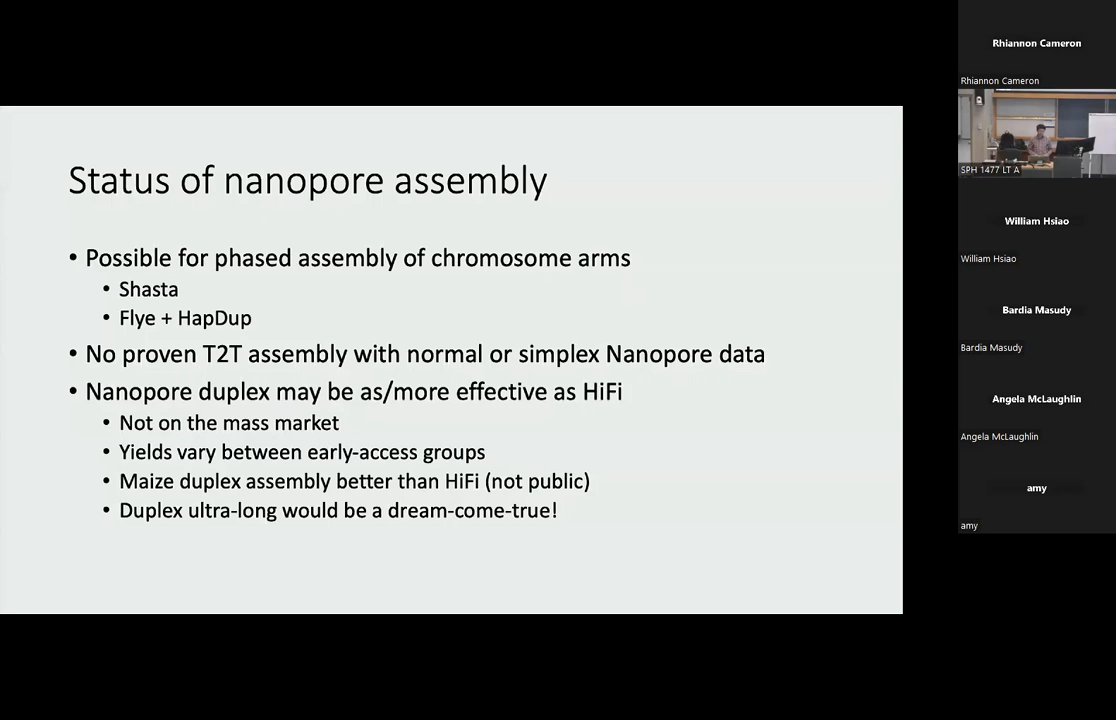 Status of nanopore assembly
• Possible for phased assembly of chromosome arms
• Shasta
• Flye + HapDup
• No proven T2T assembly with normal or simplex Nanopore data
• Nanopore duplex may be as/more effective as HiFi
• Not on the mass market
• Yields vary between early-access groups
• Maize duplex assembly better than HiFi (not public)
• Duplex ultra-long would be a dream-come-true!
Rhiannon Cameron
Rhiannon Cameron
SPH 1477 LT A
William Hsiao
William Hsiao
Bardia Masudy
Bardia Masudy
Angela McLaughlin
Angela McLaughlin
amy
amy